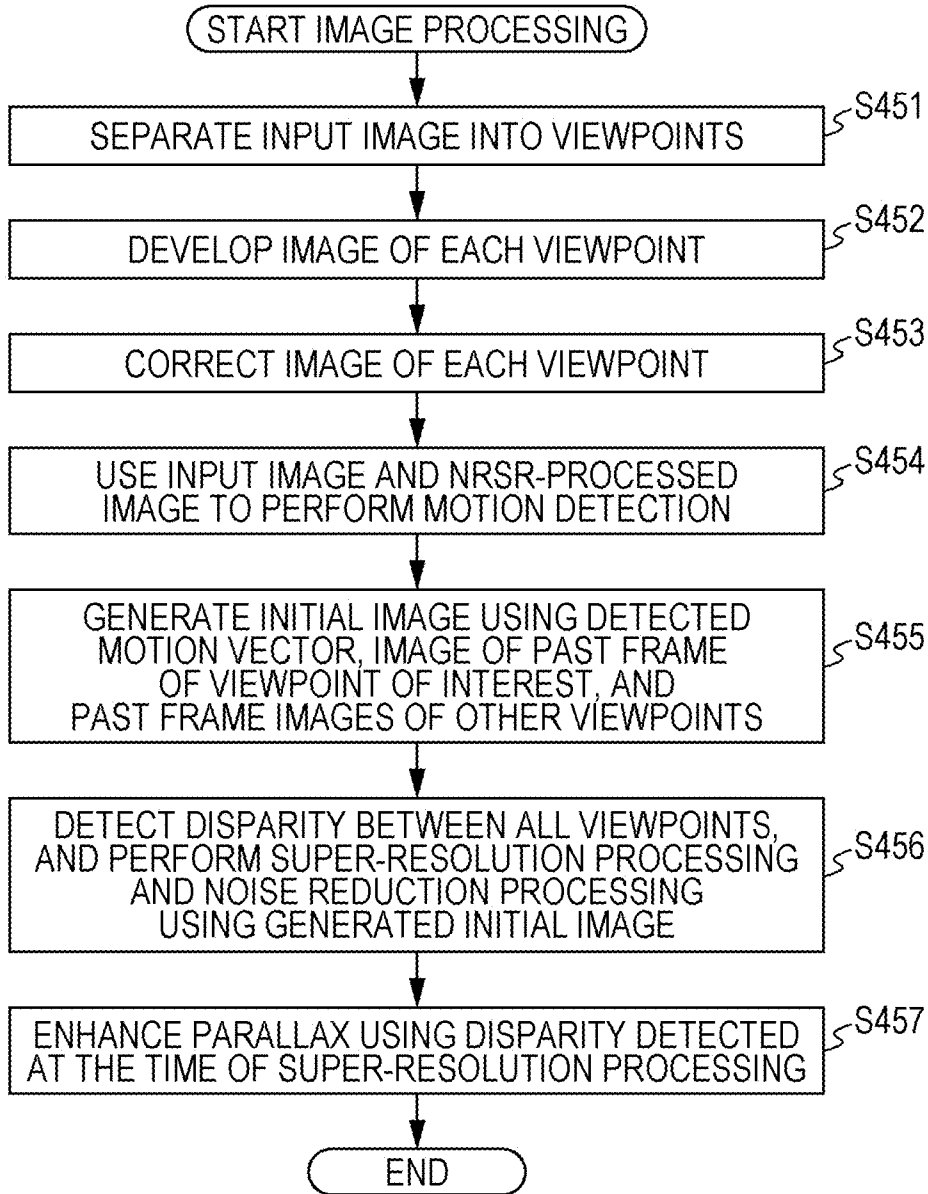 START IMAGE PROCESSING
S451
SEPARATE INPUT IMAGE INTO VIEWPOINTS
S452
DEVELOP IMAGE OF EACH VIEWPOINT
S453
CORRECT IMAGE OF EACH VIEWPOINT
S454
USE INPUT IMAGE AND NRSR-PROCESSED
IMAGE TO PERFORM MOTION DETECTION
S455
GENERATE INITIAL IMAGE USING DETECTED
MOTION VECTOR, IMAGE OF PAST FRAME
OF VIEWPOINT OF INTEREST, AND
PAST FRAME IMAGES OF OTHER VIEWPOINTS
S456
DETECT DISPARITY BETWEEN ALL VIEWPOINTS,
AND PERFORM SUPER-RESOLUTION PROCESSING
AND NOISE REDUCTION PROCESSING
USING GENERATED INITIAL IMAGE
S457
ENHANCE PARALLAX USING DISPARITY DETECTED
AT THE TIME OF SUPER-RESOLUTION PROCESSING
END